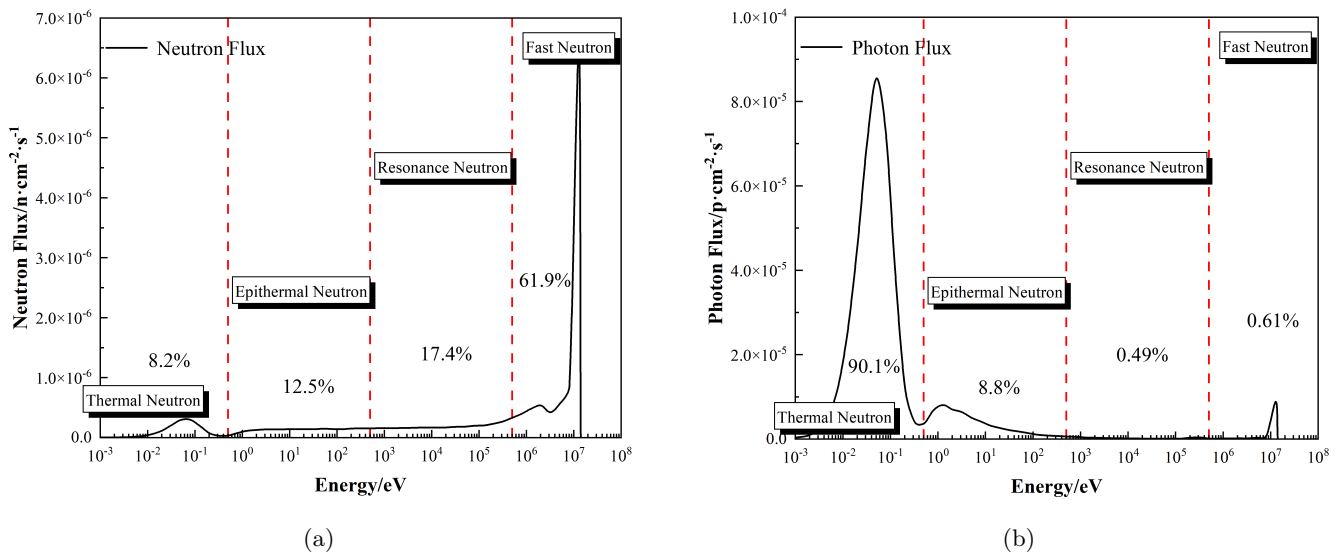 7.0×10⁻⁶
6.0×10⁻⁶
5.0×10⁻⁶
4.0×10⁻⁶
3.0×10⁻⁶
2.0×10⁻⁶
1.0×10⁻⁶
0.0
Neutron Flux/n·cm⁻²·s⁻¹
Neutron Flux
Fast Neutron
Resonance Neutron
Epithermal Neutron
Thermal Neutron
61.9%
17.4%
12.5%
8.2%
10⁻³ 10⁻² 10⁻¹ 10⁰ 10¹ 10² 10³ 10⁴ 10⁵ 10⁶ 10⁷ 10⁸
Energy/eV
(a)
1.0×10⁻⁴
8.0×10⁻⁵
6.0×10⁻⁵
4.0×10⁻⁵
2.0×10⁻⁵
0.0
Photon Flux/p·cm⁻²·s⁻¹
Photon Flux
Fast Neutron
Resonance Neutron
Epithermal Neutron
Thermal Neutron
0.61%
0.49%
8.8%
90.1%
10⁻³ 10⁻² 10⁻¹ 10⁰ 10¹ 10² 10³ 10⁴ 10⁵ 10⁶ 10⁷ 10⁸
Energy/eV
(b)